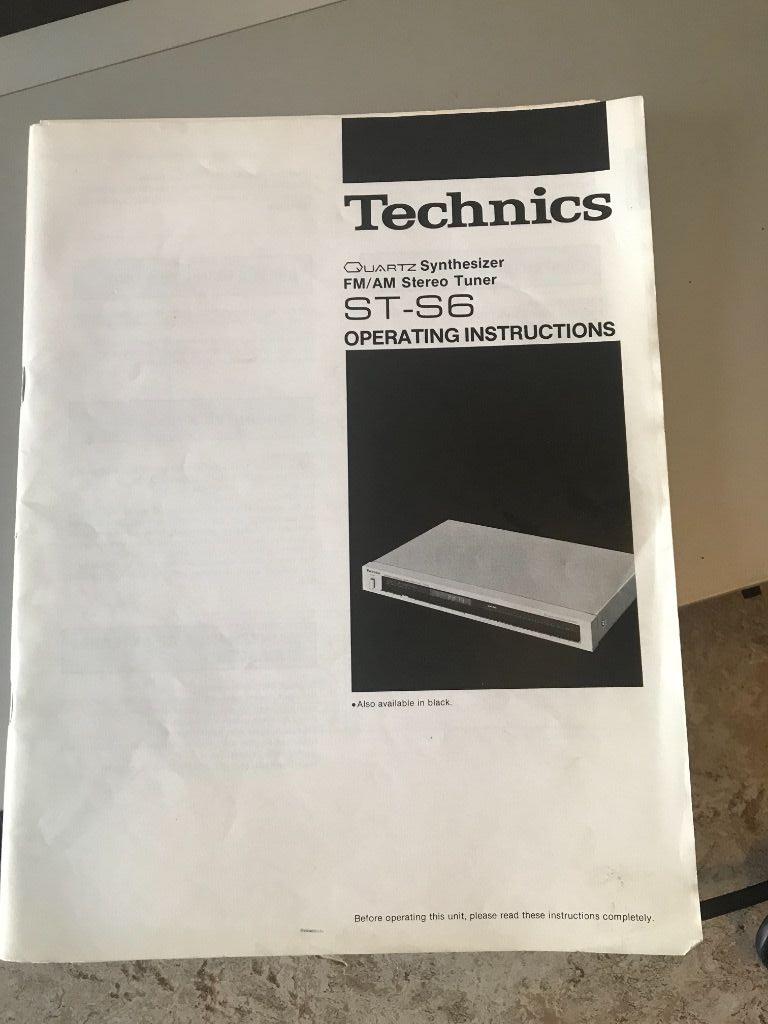 Technics
QUARTZ Synthesizer
FM/AM Stereo Tuner
ST-S6
OPERATING INSTRUCTIONS
Technics
•Also available in black.
Before operating this unit, please read these instructions completely.